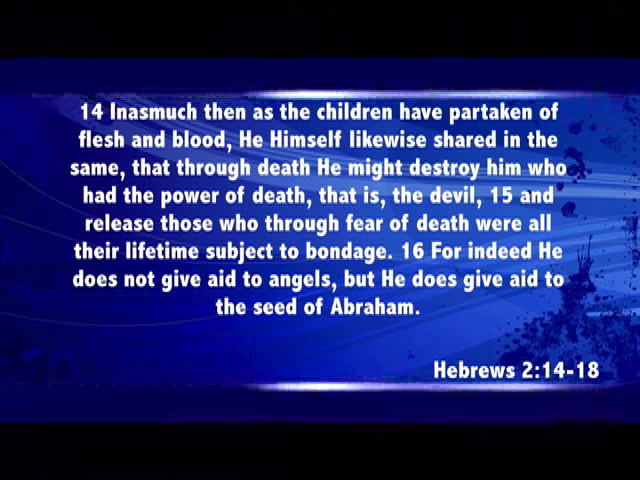 14 Inasmuch then as the children have partaken of
flesh and blood, He Himself likewise shared in the
same, that through death He might destroy him who
had the power of death, that is, the devil, 15 and
release those who through fear of death were all
their lifetime subject to bondage. 16 For indeed He
does not give aid to angels, but He does give aid to
the seed of Abraham.
Hebrews 2:14-18